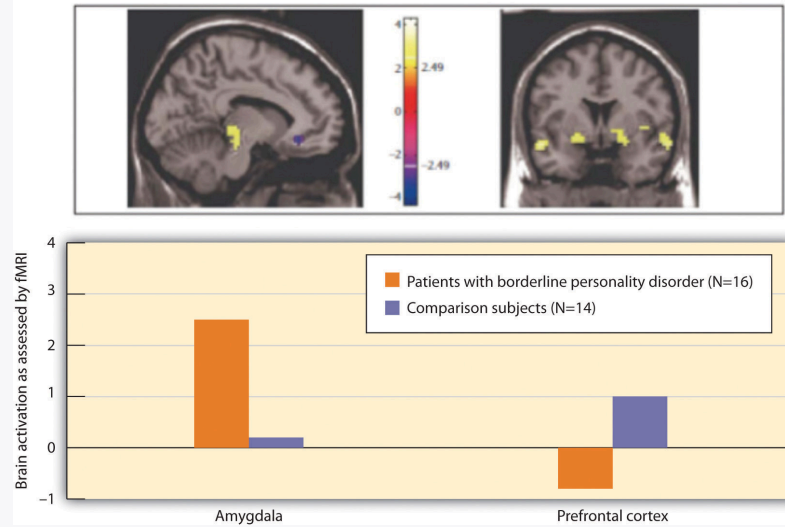 4
2.49
2
0
−2
−2.49
−4
Brain activation as assessed by fMRI
4
3
2
1
0
−1
Patients with borderline personality disorder (N=16)
Comparison subjects (N=14)
Amygdala
Prefrontal cortex